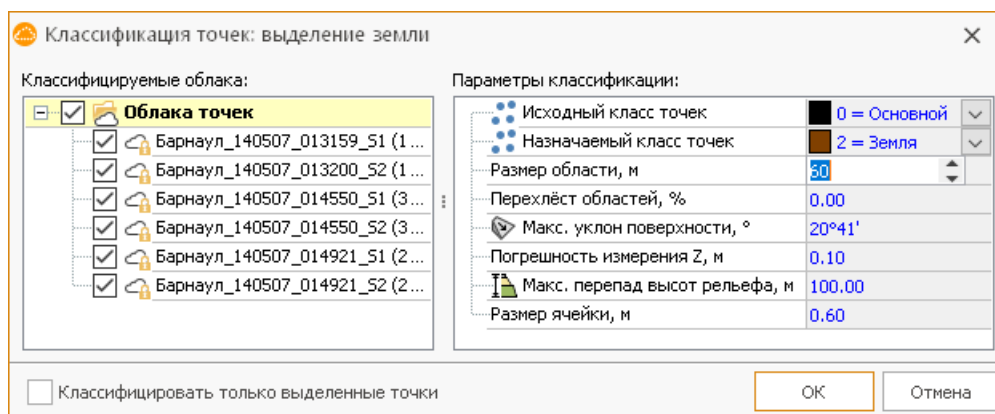 Классификация точек: выделение земли
Классифицируемые облака:
Облака точек
Барнаул_140507_013159_S1 (1...
Барнаул_140507_013200_S2 (1...
Барнаул_140507_014550_S1 (3...
Барнаул_140507_014550_S2 (3...
Барнаул_140507_014921_S1 (2...
Барнаул_140507_014921_S2 (2...
Параметры классификации:
Исходный класс точек 0 = Основной
Назначаемый класс точек 2 = Земля
Размер области, м 60
Перехлёст областей, % 0.00
Макс. уклон поверхности, ° 20°41'
Погрешность измерения Z, м 0.10
Макс. перепад высот рельефа, м 100.00
Размер ячейки, м 0.60
Классифицировать только выделенные точки
ОК
Отмена